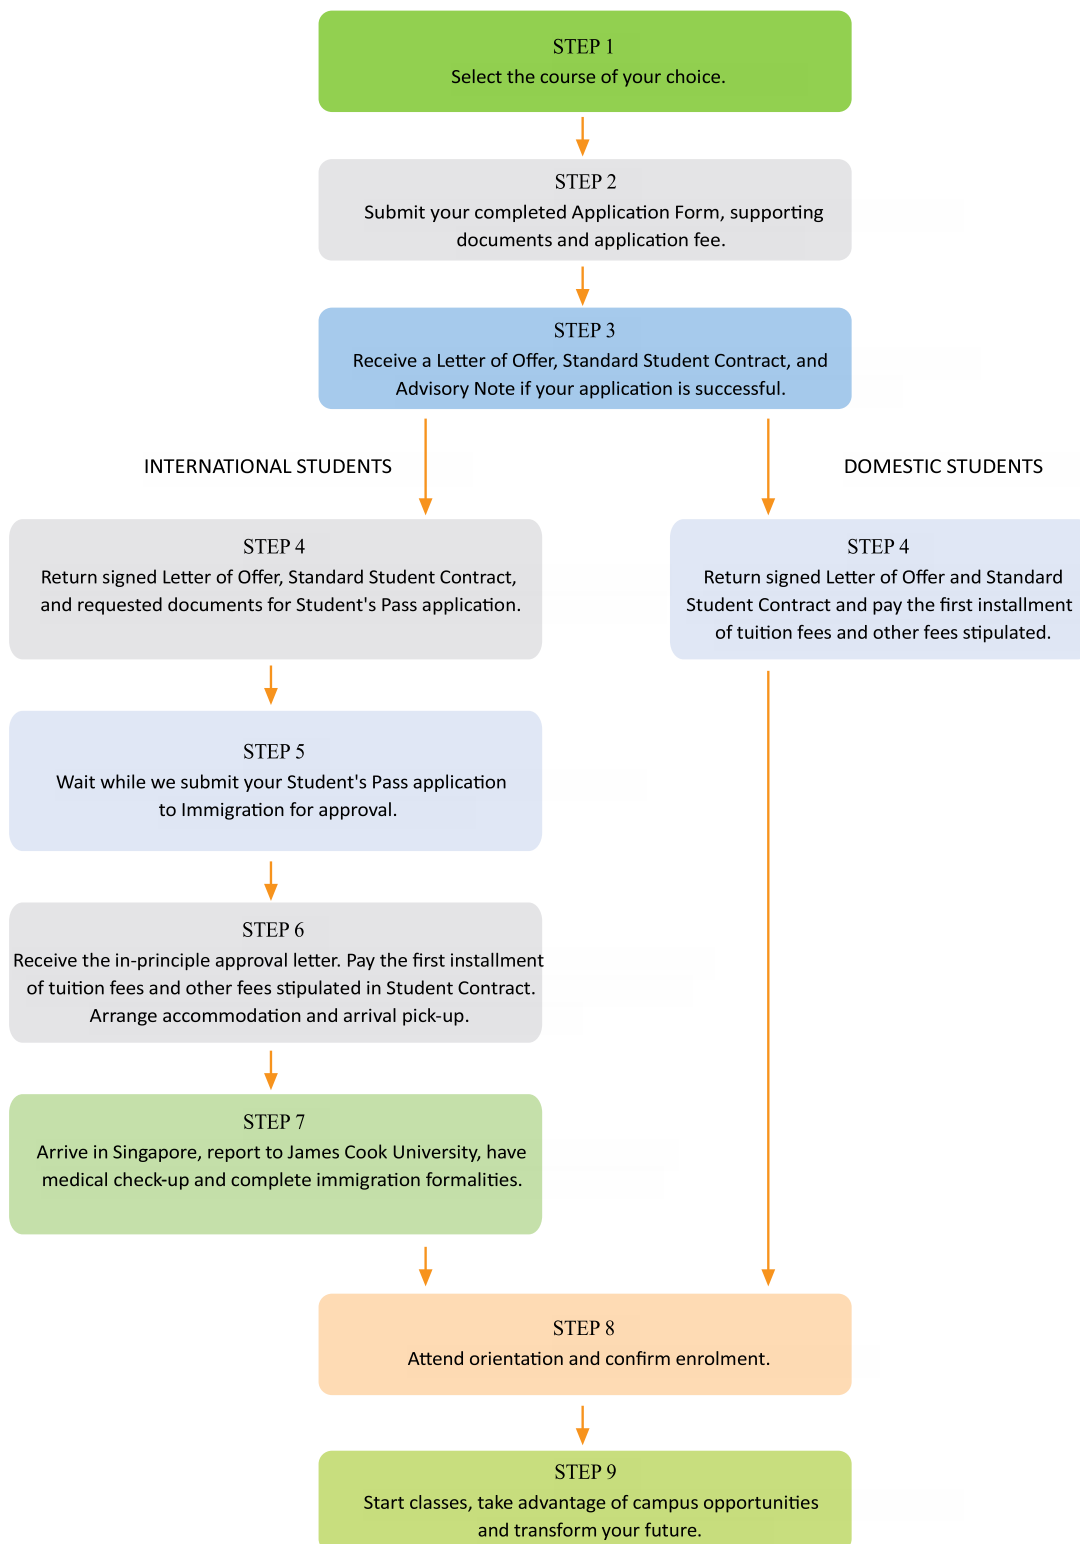 STEP 1
Select the course of your choice.
STEP 2
Submit your completed Application Form, supporting
documents and application fee.
STEP 3
Receive a Letter of Offer, Standard Student Contract, and
Advisory Note if your application is successful.
INTERNATIONAL STUDENTS
DOMESTIC STUDENTS
STEP 4
Return signed Letter of Offer, Standard Student Contract,
and requested documents for Student's Pass application.
STEP 4
Return signed Letter of Offer and Standard
Student Contract and pay the first installment
of tuition fees and other fees stipulated.
STEP 5
Wait while we submit your Student's Pass application
to Immigration for approval.
STEP 6
Receive the in-principle approval letter. Pay the first installment
of tuition fees and other fees stipulated in Student Contract.
Arrange accommodation and arrival pick-up.
STEP 7
Arrive in Singapore, report to James Cook University, have
medical check-up and complete immigration formalities.
STEP 8
Attend orientation and confirm enrolment.
STEP 9
Start classes, take advantage of campus opportunities
and transform your future.